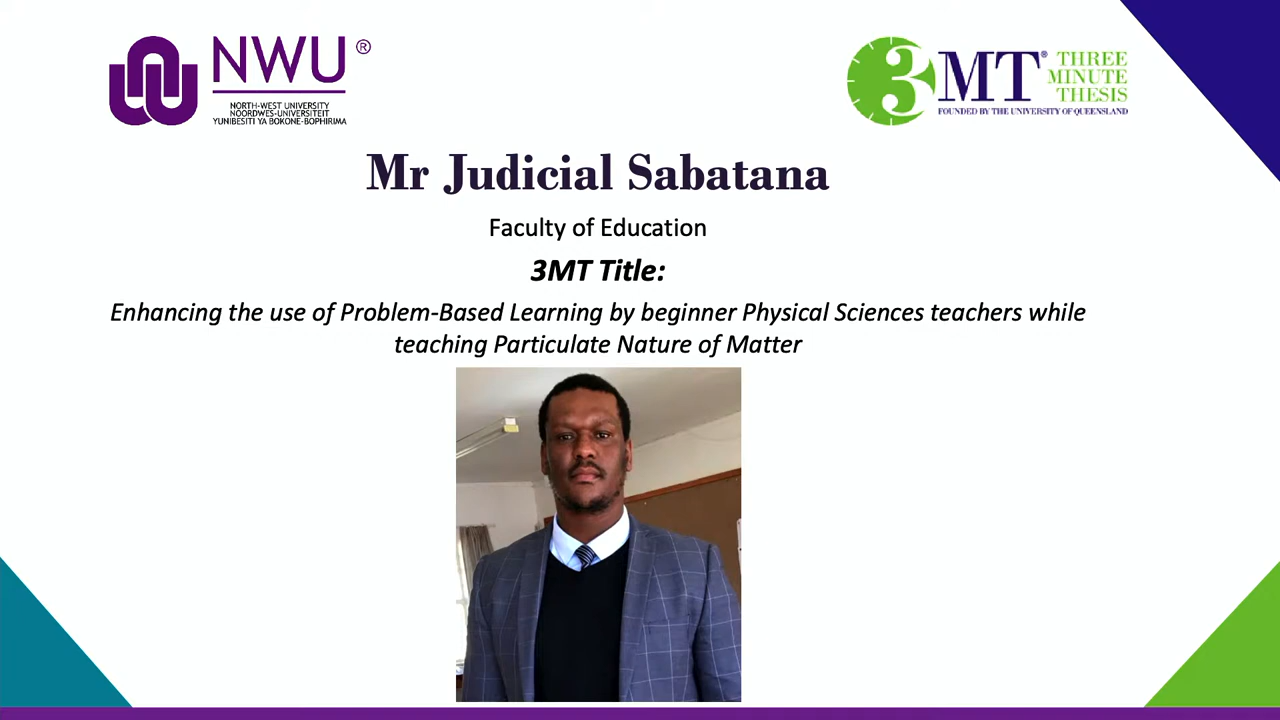 NWU®
NORTH-WEST UNIVERSITY
NOORDWES-UNIVERSITEIT
YUNIBESITI YA BOKONE-BOPHIRIMA
3MT® THREE
MINUTE
THESIS
FOUNDED BY THE UNIVERSITY OF QUEENSLAND
Mr Judicial Sabatana
Faculty of Education
3MT Title:
Enhancing the use of Problem-Based Learning by beginner Physical Sciences teachers while
teaching Particulate Nature of Matter